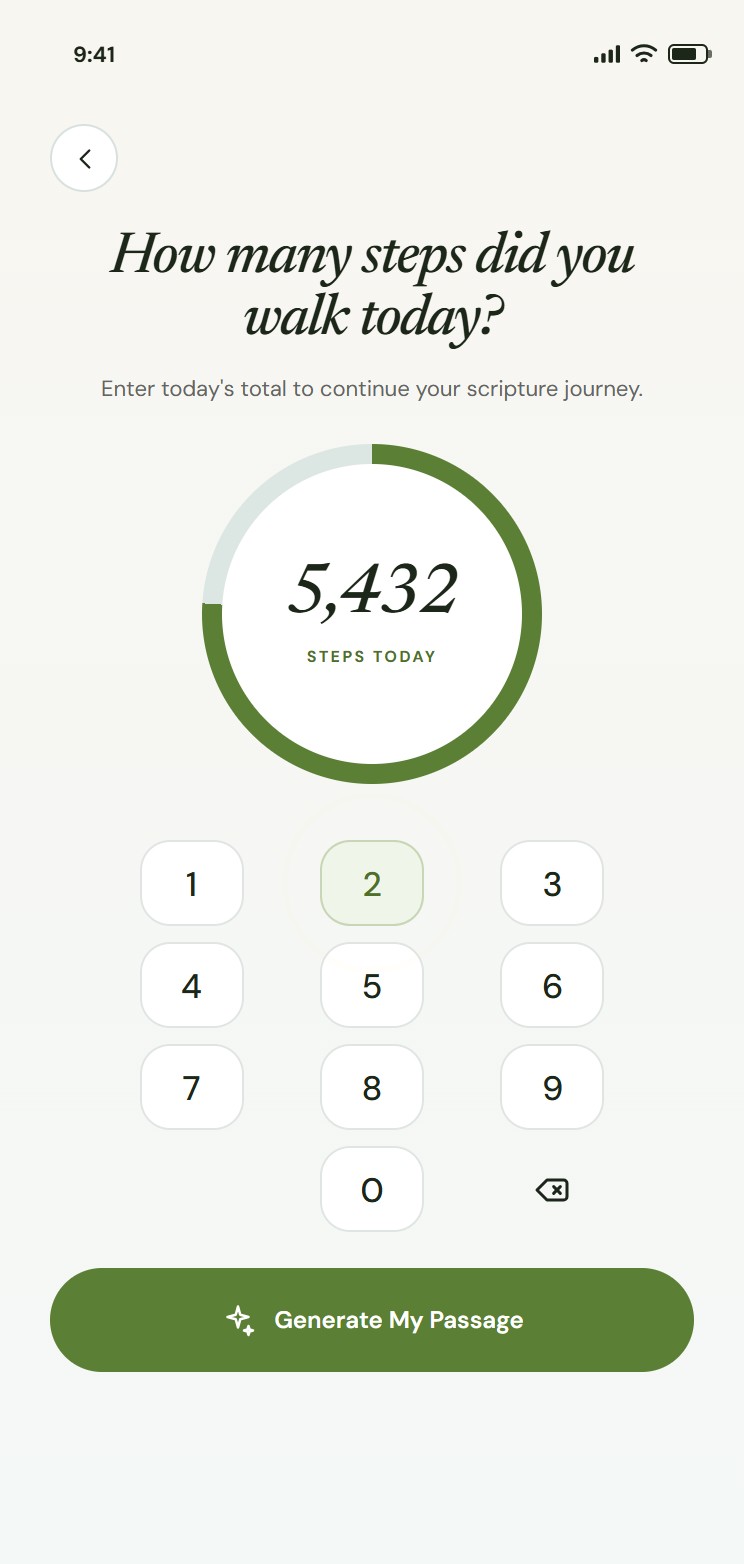 9:41
How many steps did you
walk today?
Enter today's total to continue your scripture journey.
5,432
STEPS TODAY
1 2 3
4 5 6
7 8 9
0
Generate My Passage